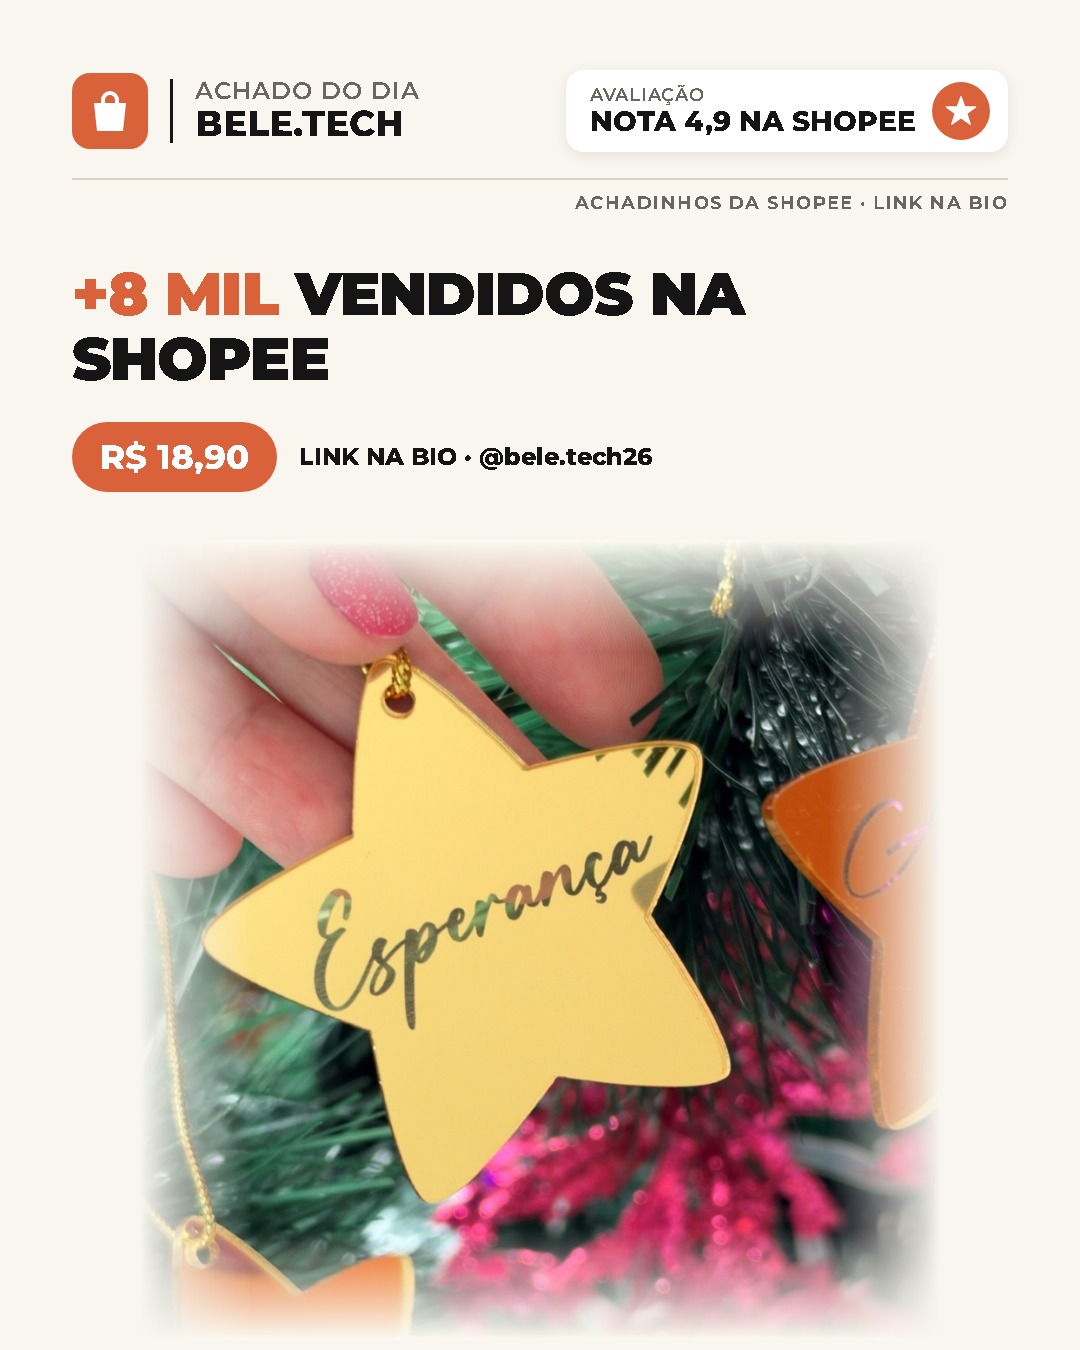 ACHADO DO DIA
BELE.TECH
AVALIAÇÃO
NOTA 4,9 NA SHOPEE
ACHADINHOS DA SHOPEE · LINK NA BIO
+8 MIL VENDIDOS NA
SHOPEE
R$ 18,90
LINK NA BIO · @bele.tech26
Esperança